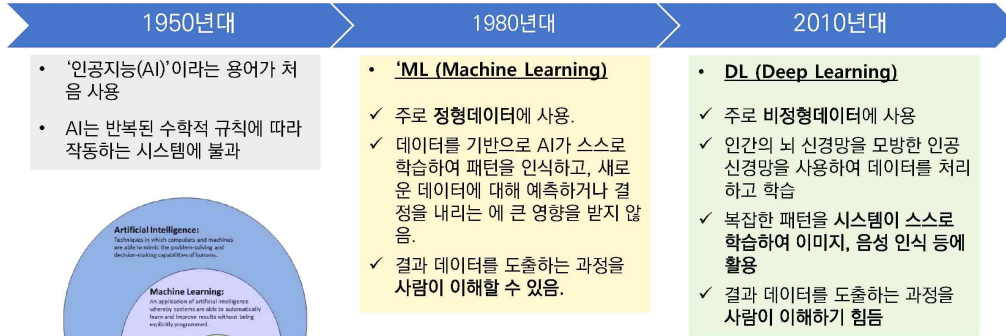 1950년대
1980년대
2010년대
• ‘인공지능(AI)’이라는 용어가 처
음 사용
• AI는 반복된 수학적 규칙에 따라
작동하는 시스템에 불과
Artificial Intelligence:
Techniques in which computers and machines
are able to mimic the problem-solving and
decision-making capabilities of humans.
Machine Learning:
An application of artificial intelligence
whereby systems are able to automatically
learn and improve results without being
explicitly programmed.
• ‘ML (Machine Learning)
✓ 주로 정형데이터에 사용.
✓ 데이터를 기반으로 AI가 스스로
학습하여 패턴을 인식하고, 새로
운 데이터에 대해 예측하거나 결
정을 내리는 에 큰 영향을 받지 않
음.
✓ 결과 데이터를 도출하는 과정을
사람이 이해할 수 있음.
• DL (Deep Learning)
✓ 주로 비정형데이터에 사용
✓ 인간의 뇌 신경망을 모방한 인공
신경망을 사용하여 데이터를 처리
하고 학습
✓ 복잡한 패턴을 시스템이 스스로
학습하여 이미지, 음성 인식 등에
활용
✓ 결과 데이터를 도출하는 과정을
사람이 이해하기 힘듬